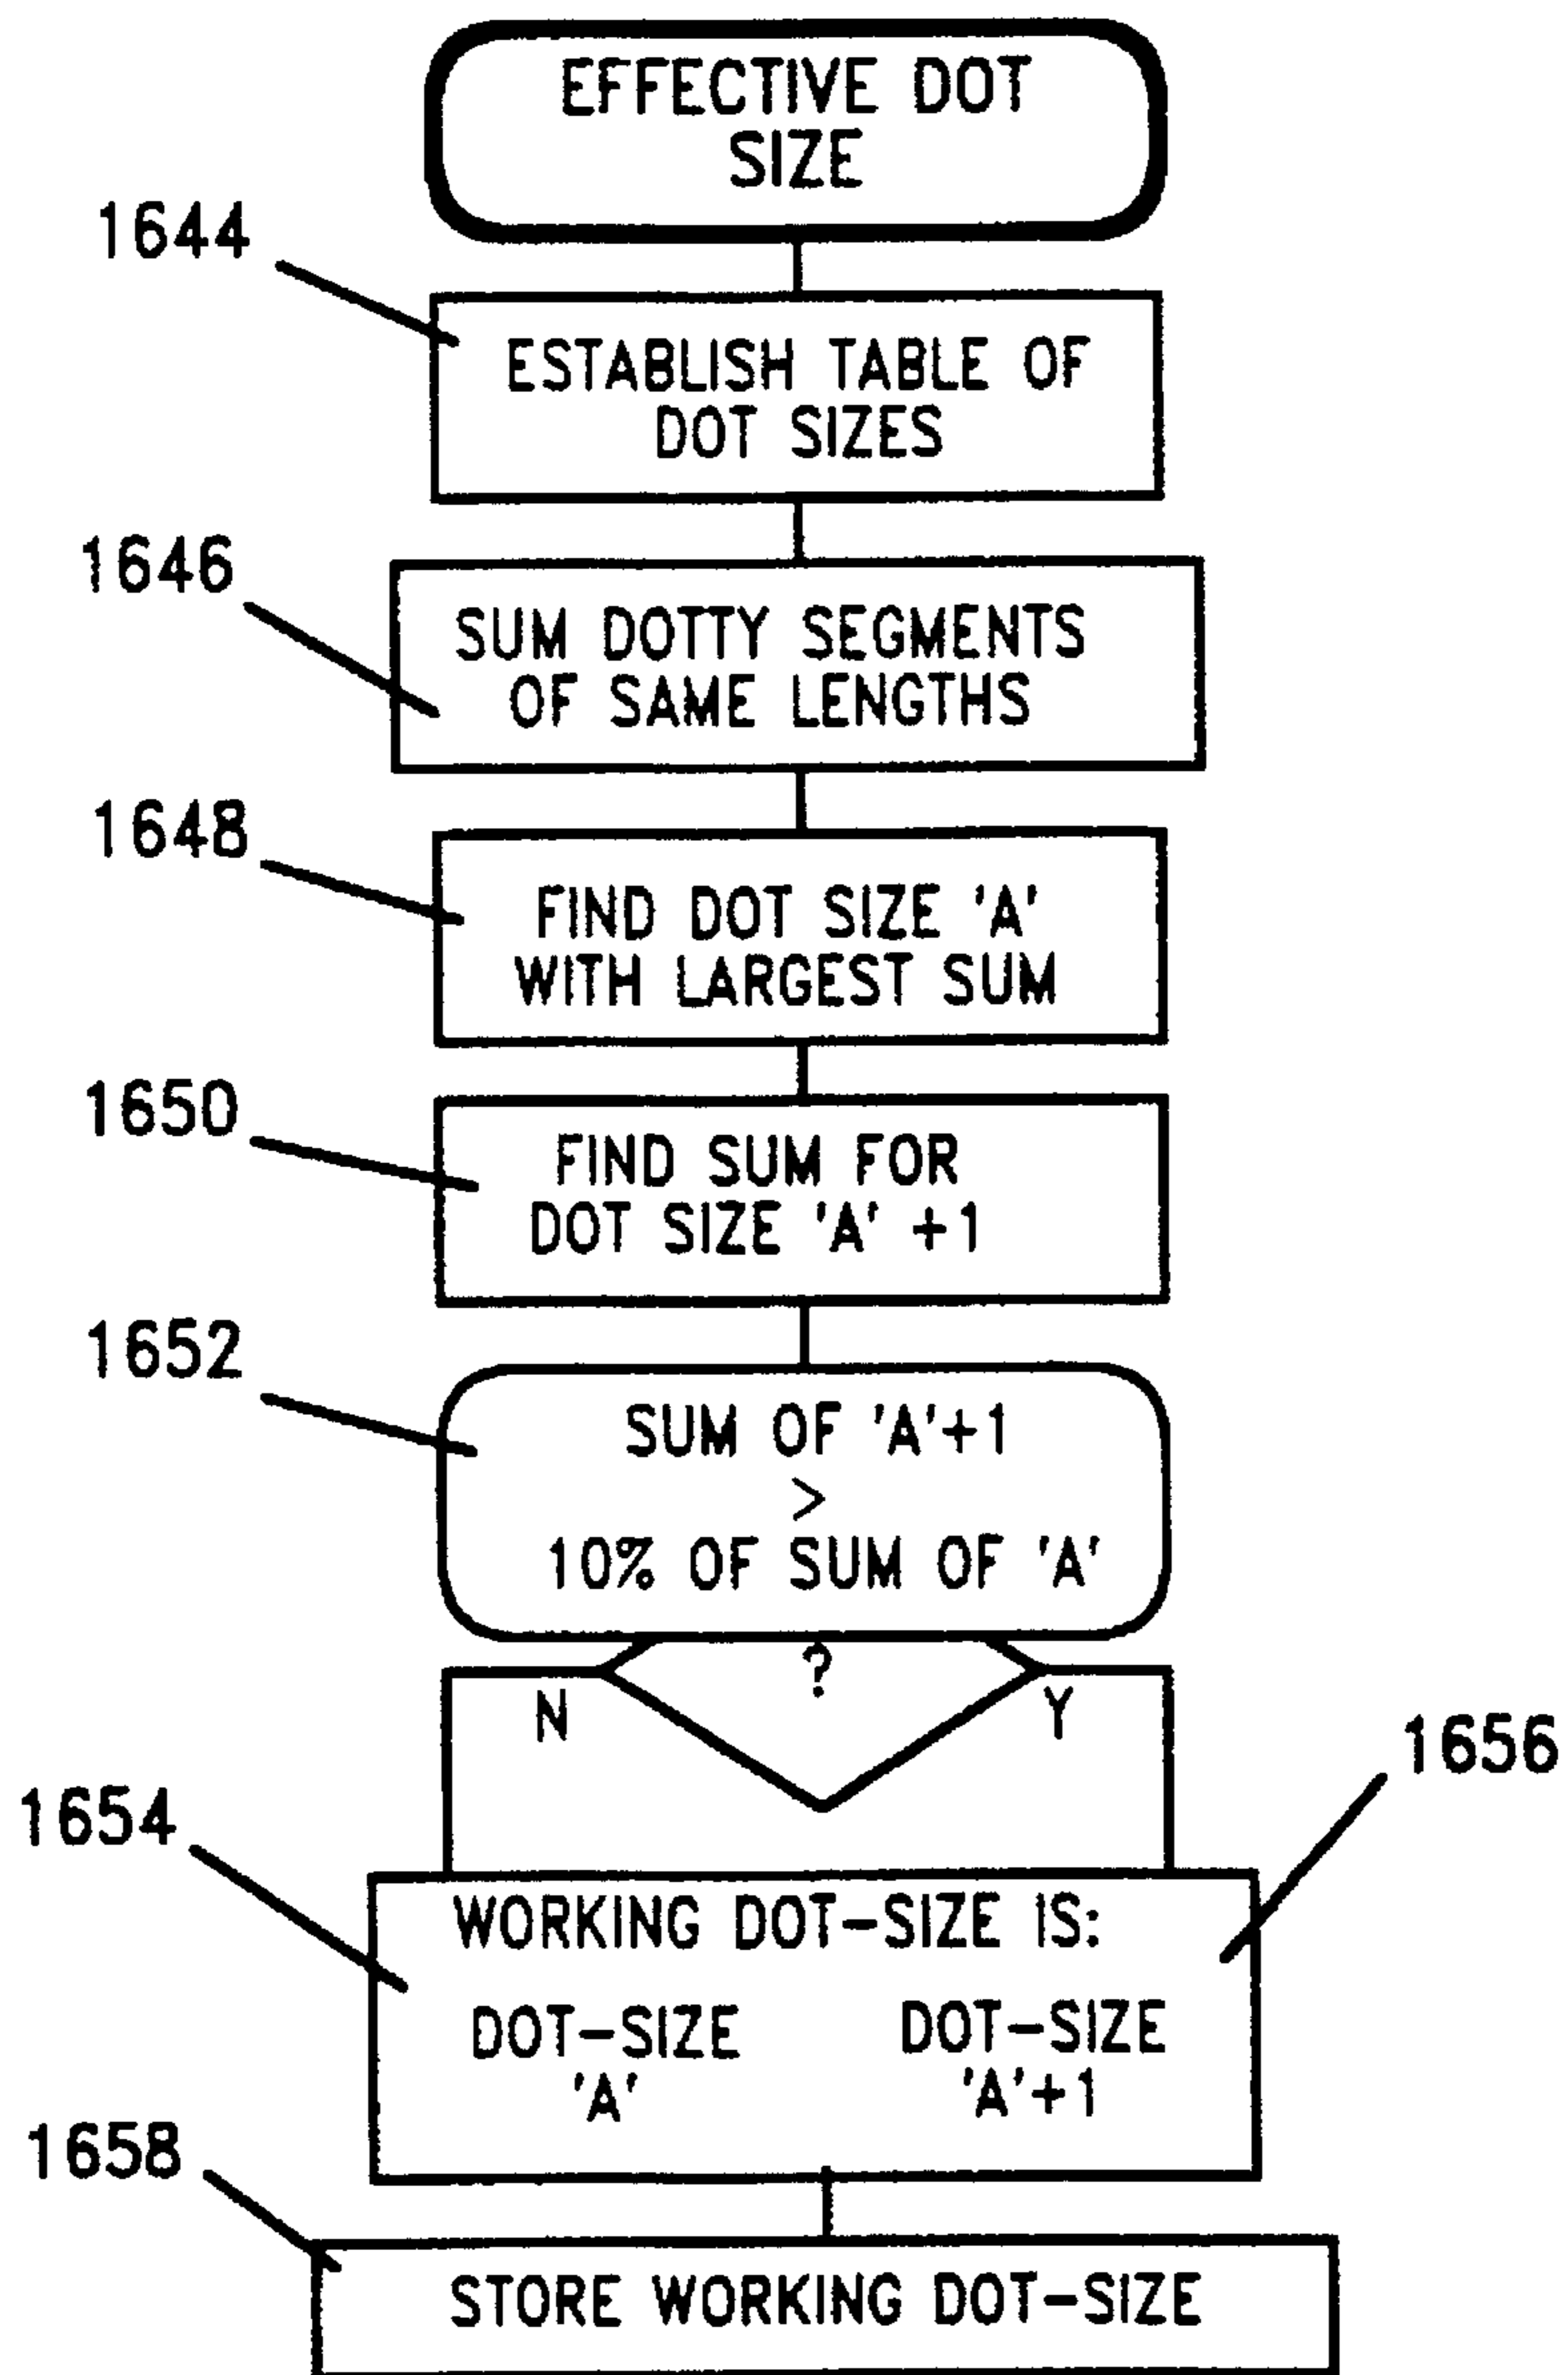 EFFECTIVE DOT
SIZE
1644
ESTABLISH TABLE OF
DOT SIZES
1646
SUM DOTTY SEGMENTS
OF SAME LENGTHS
1648
FIND DOT SIZE 'A'
WITH LARGEST SUM
1650
FIND SUM FOR
DOT SIZE 'A' +1
1652
SUM OF 'A'+1
>
10% OF SUM OF 'A'
?
N
Y
1656
1654
WORKING DOT-SIZE IS:
DOT-SIZE
'A'
DOT-SIZE
'A'+1
1658
STORE WORKING DOT-SIZE